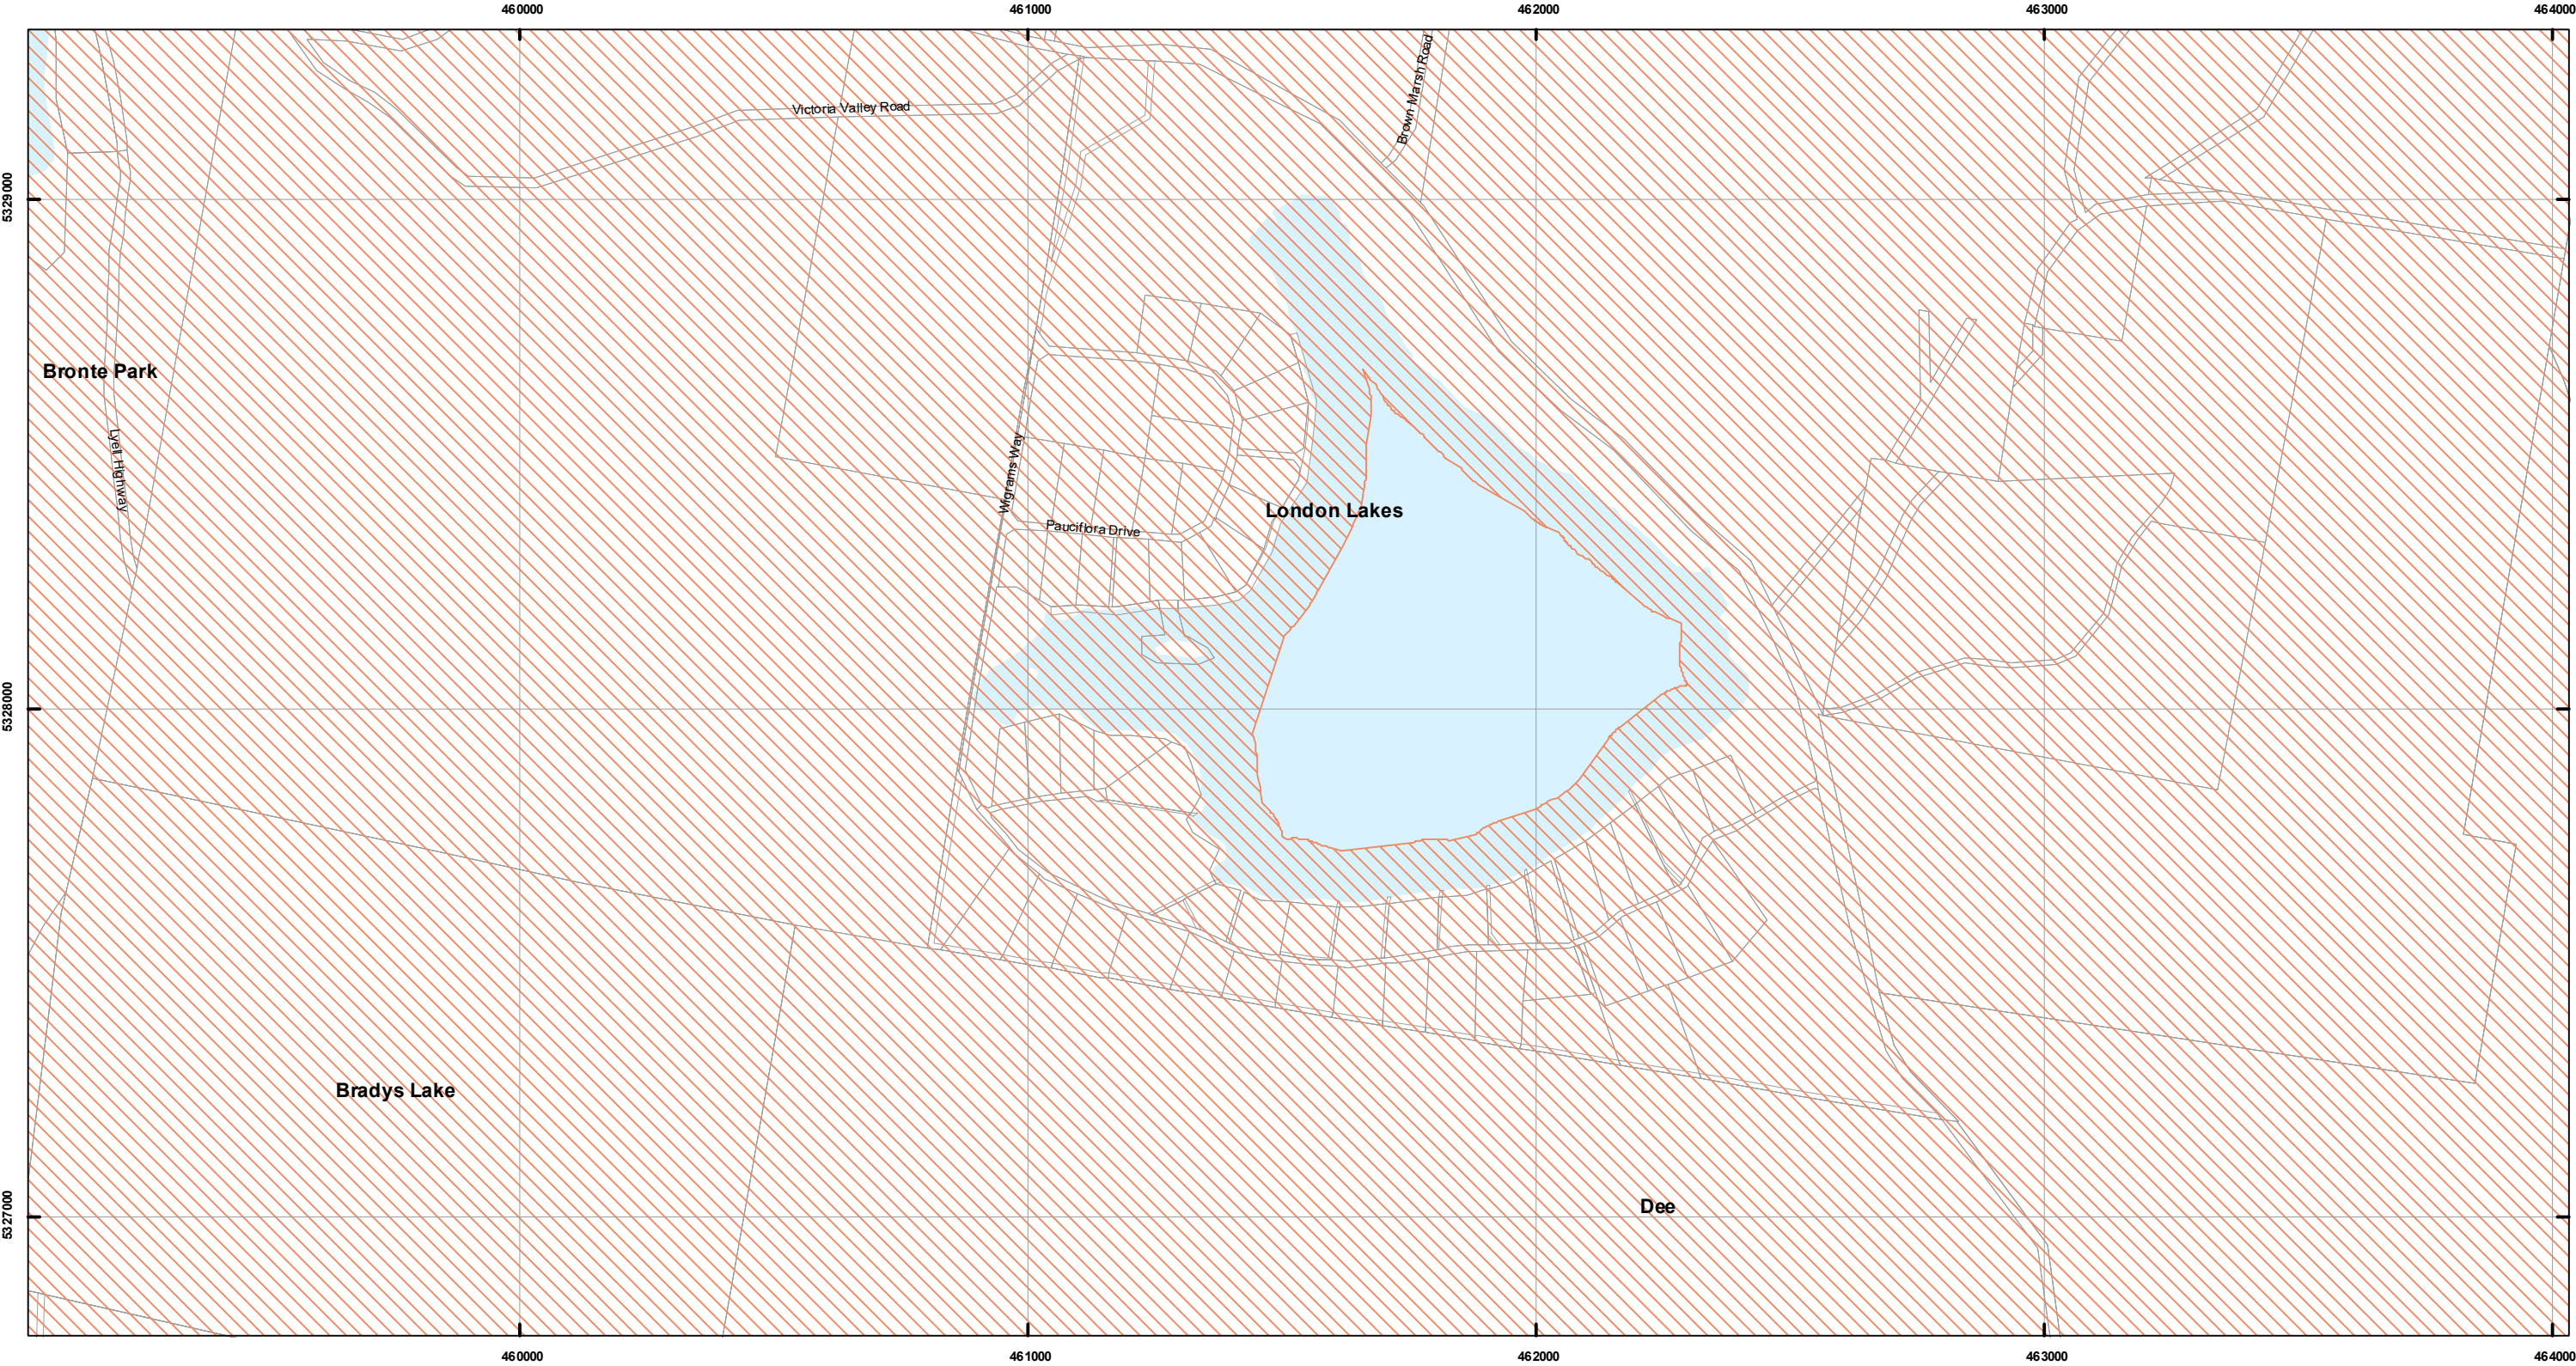 460000 461000 462000 463000 464000
Brown Marsh Road
Victoria Valley Road
5329000
Bronte Park
Lyell Highway
Wigrams Way
London Lakes
Pauciflora Drive
5328000
Bradys Lake
Dee
5327000
460000 461000 462000 463000 464000